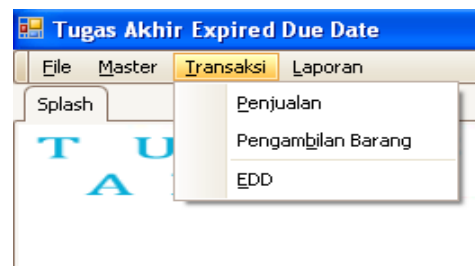 Tugas Akhir Expired Due Date
File Master Transaksi Laporan
Splash
Penjualan
Pengambilan Barang
EDD
T U
A